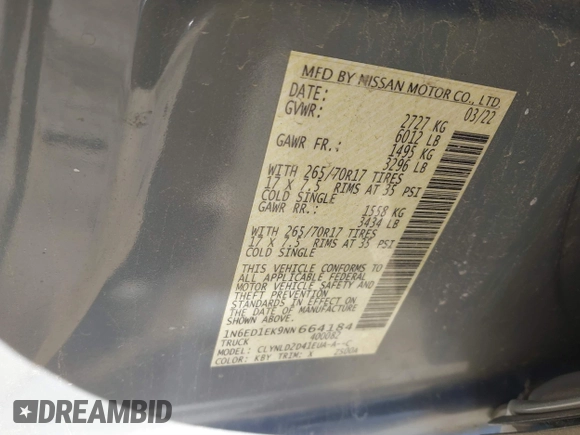 MFD BY NISSAN MOTOR CO., LTD.
DATE: 03/22
GVWR: 2727 KG
6012 LB
GAWR FR.: 1495 KG
3296 LB
WITH 265/70R17 TIRES
17 X 7.5 RIMS AT 35 PSI
COLD SINGLE
GAWR RR.: 1558 KG
3434 LB
WITH 265/70R17 TIRES
17 X 7.5 RIMS AT 35 PSI
COLD SINGLE
THIS VEHICLE CONFORMS TO
ALL APPLICABLE FEDERAL
MOTOR VEHICLE SAFETY AND
THEFT PREVENTION
STANDARDS IN EFFECT ON
THE DATE OF MANUFACTURE
SHOWN ABOVE.
1N6ED1EK9NN664184
TRUCK
MODEL:
COLOR: KBY TRIM: X
DREAMBID